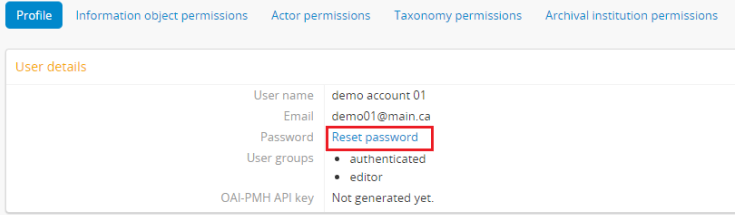 Profile Information object permissions Actor permissions Taxonomy permissions Archival institution permissions
User details
User name demo account 01
Email demo01@main.ca
Password Reset password
User groups • authenticated
• editor
OAI-PMH API key Not generated yet.